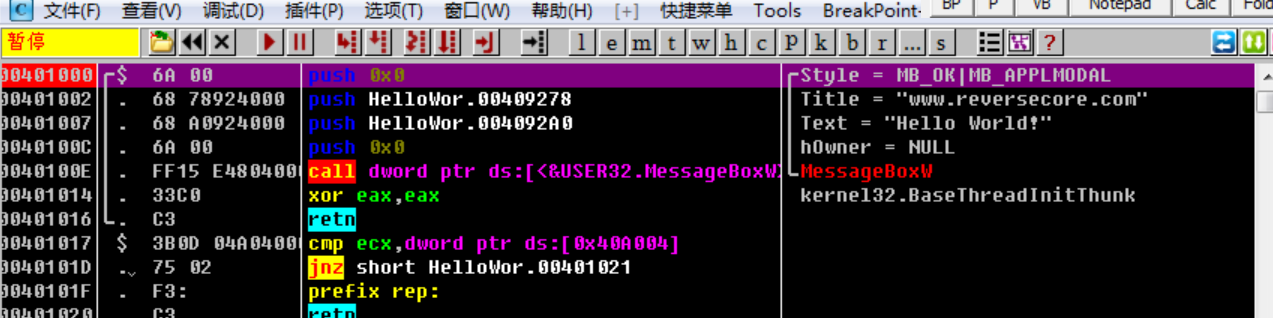 C 文件(F) 查看(V) 调试(D) 插件(P) 选项(T) 窗口(W) 帮助(H) [+] 快捷菜单 Tools BreakPoint- BP P VB Notepad Calc Fold
暂停 l e m t w h c p k b r ... s ?
00401000 $ 6A 00 push 0x0 Style = MB_OK|MB_APPLMODAL
00401002 . 68 78924000 push HelloWor.00409278 Title = "www.reversecore.com"
00401007 . 68 A0924000 push HelloWor.004092A0 Text = "Hello World!"
0040100C . 6A 00 push 0x0 hOwner = NULL
0040100E . FF15 E480400 call dword ptr ds:[<&USER32.MessageBoxW> MessageBoxW
00401014 . 33C0 xor eax,eax kernel32.BaseThreadInitThunk
00401016 . C3 retn
00401017 $ 3B0D 04A0400 cmp ecx,dword ptr ds:[0x40A004]
0040101D . 75 02 jnz short HelloWor.00401021
0040101F . F3: prefix rep:
00401020 . C3 retn